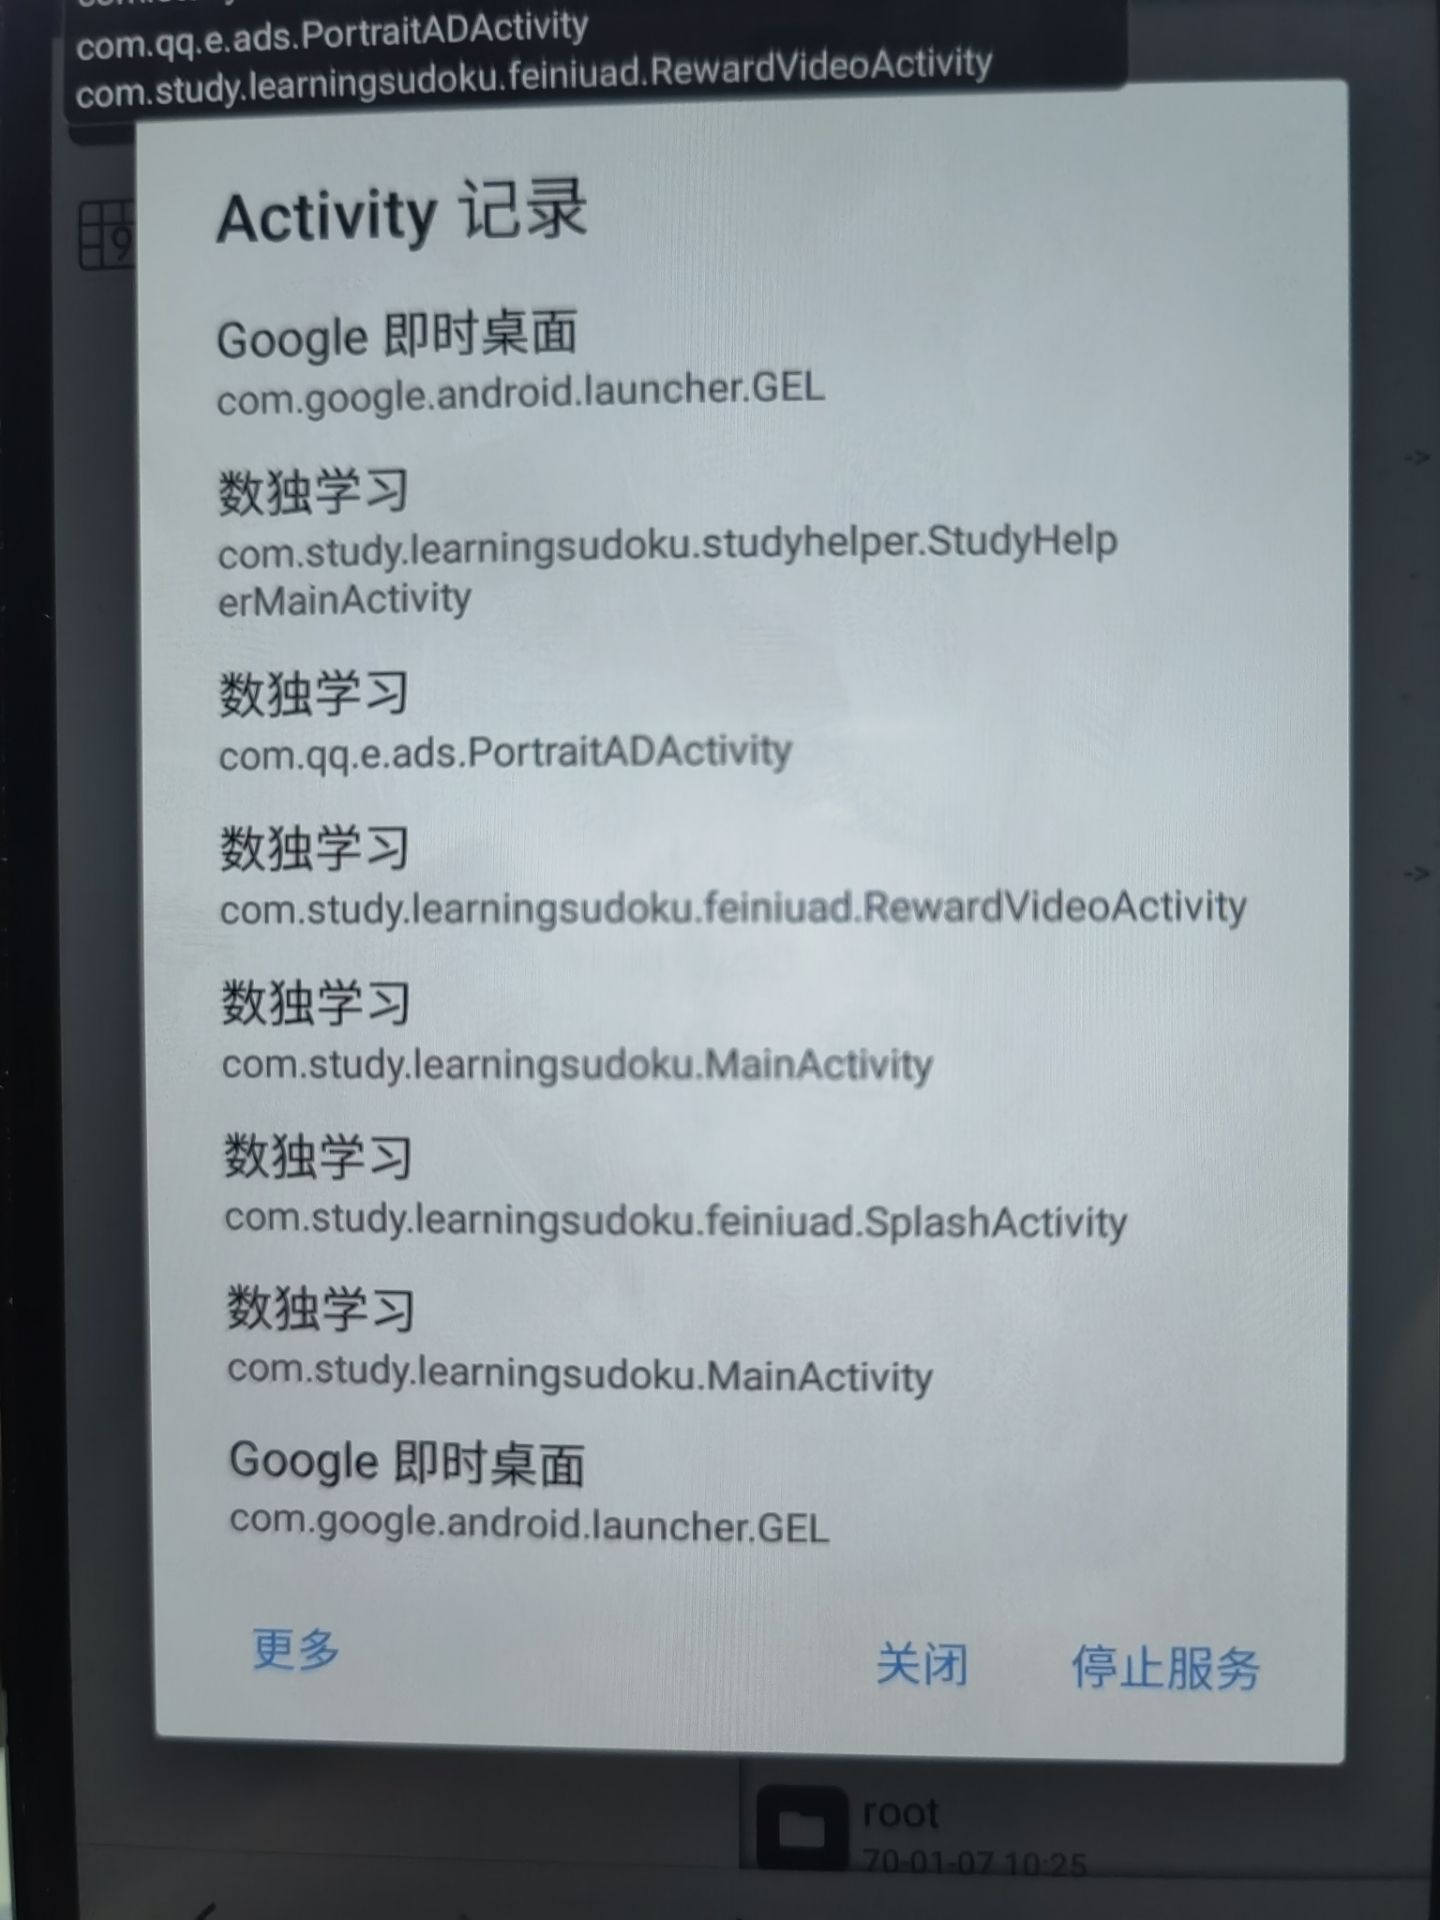 com.qq.e.ads.PortraitADActivity
com.study.learningsudoku.feiniuad.RewardVideoActivity
9
Activity 记录
Google 即时桌面
com.google.android.launcher.GEL
数独学习
com.study.learningsudoku.studyhelper.StudyHelp
erMainActivity
数独学习
com.qq.e.ads.PortraitADActivity
数独学习
com.study.learningsudoku.feiniuad.RewardVideoActivity
数独学习
com.study.learningsudoku.MainActivity
数独学习
com.study.learningsudoku.feiniuad.SplashActivity
数独学习
com.study.learningsudoku.MainActivity
Google 即时桌面
com.google.android.launcher.GEL
更多
关闭
停止服务
->
->
root
70-01-07 10:25